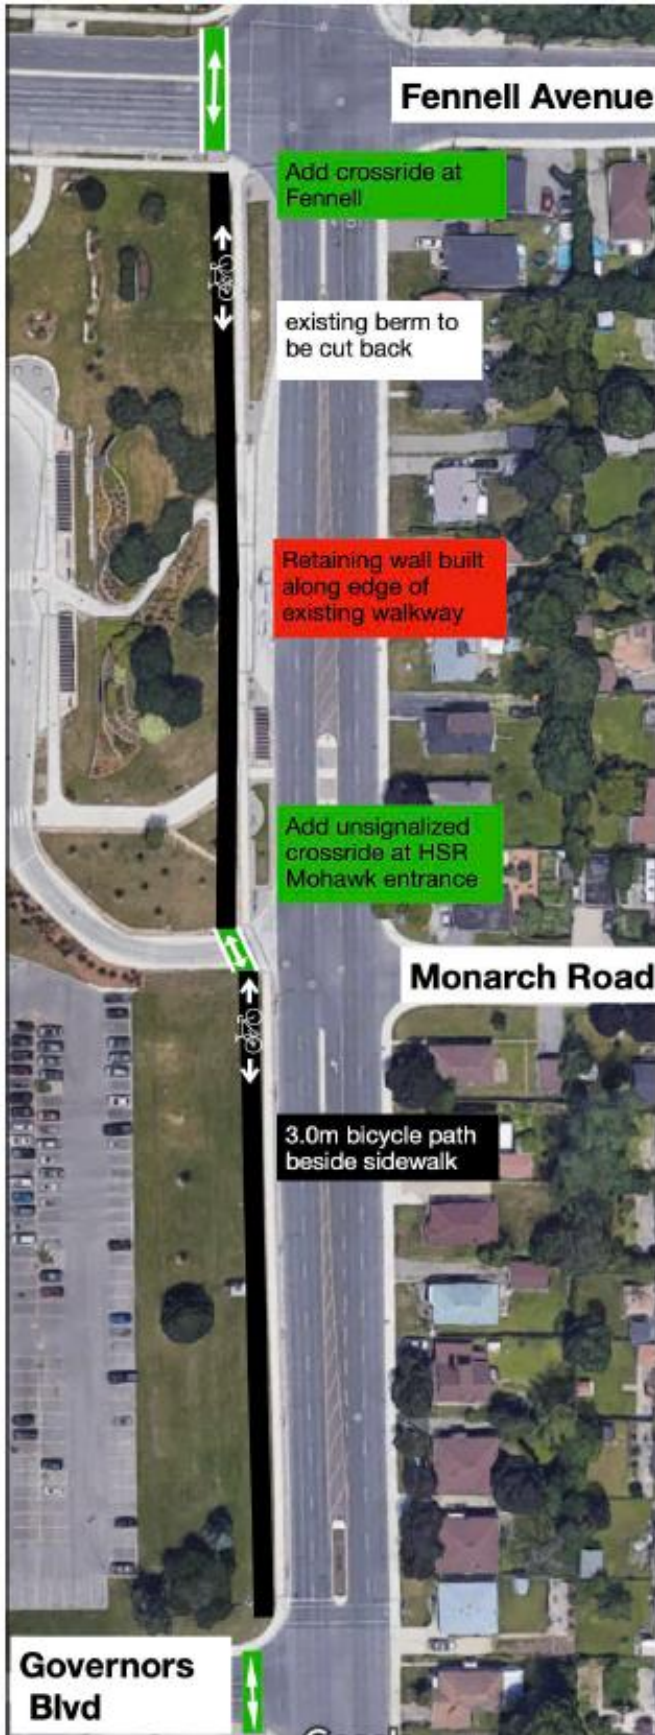 Fennell Avenue
Add crossride at
Fennell
existing berm to
be cut back
Retaining wall built
along edge of
existing walkway
Add unsignalized
crossride at HSR
Mohawk entrance
Monarch Road
3.0m bicycle path
beside sidewalk
Governors
Blvd